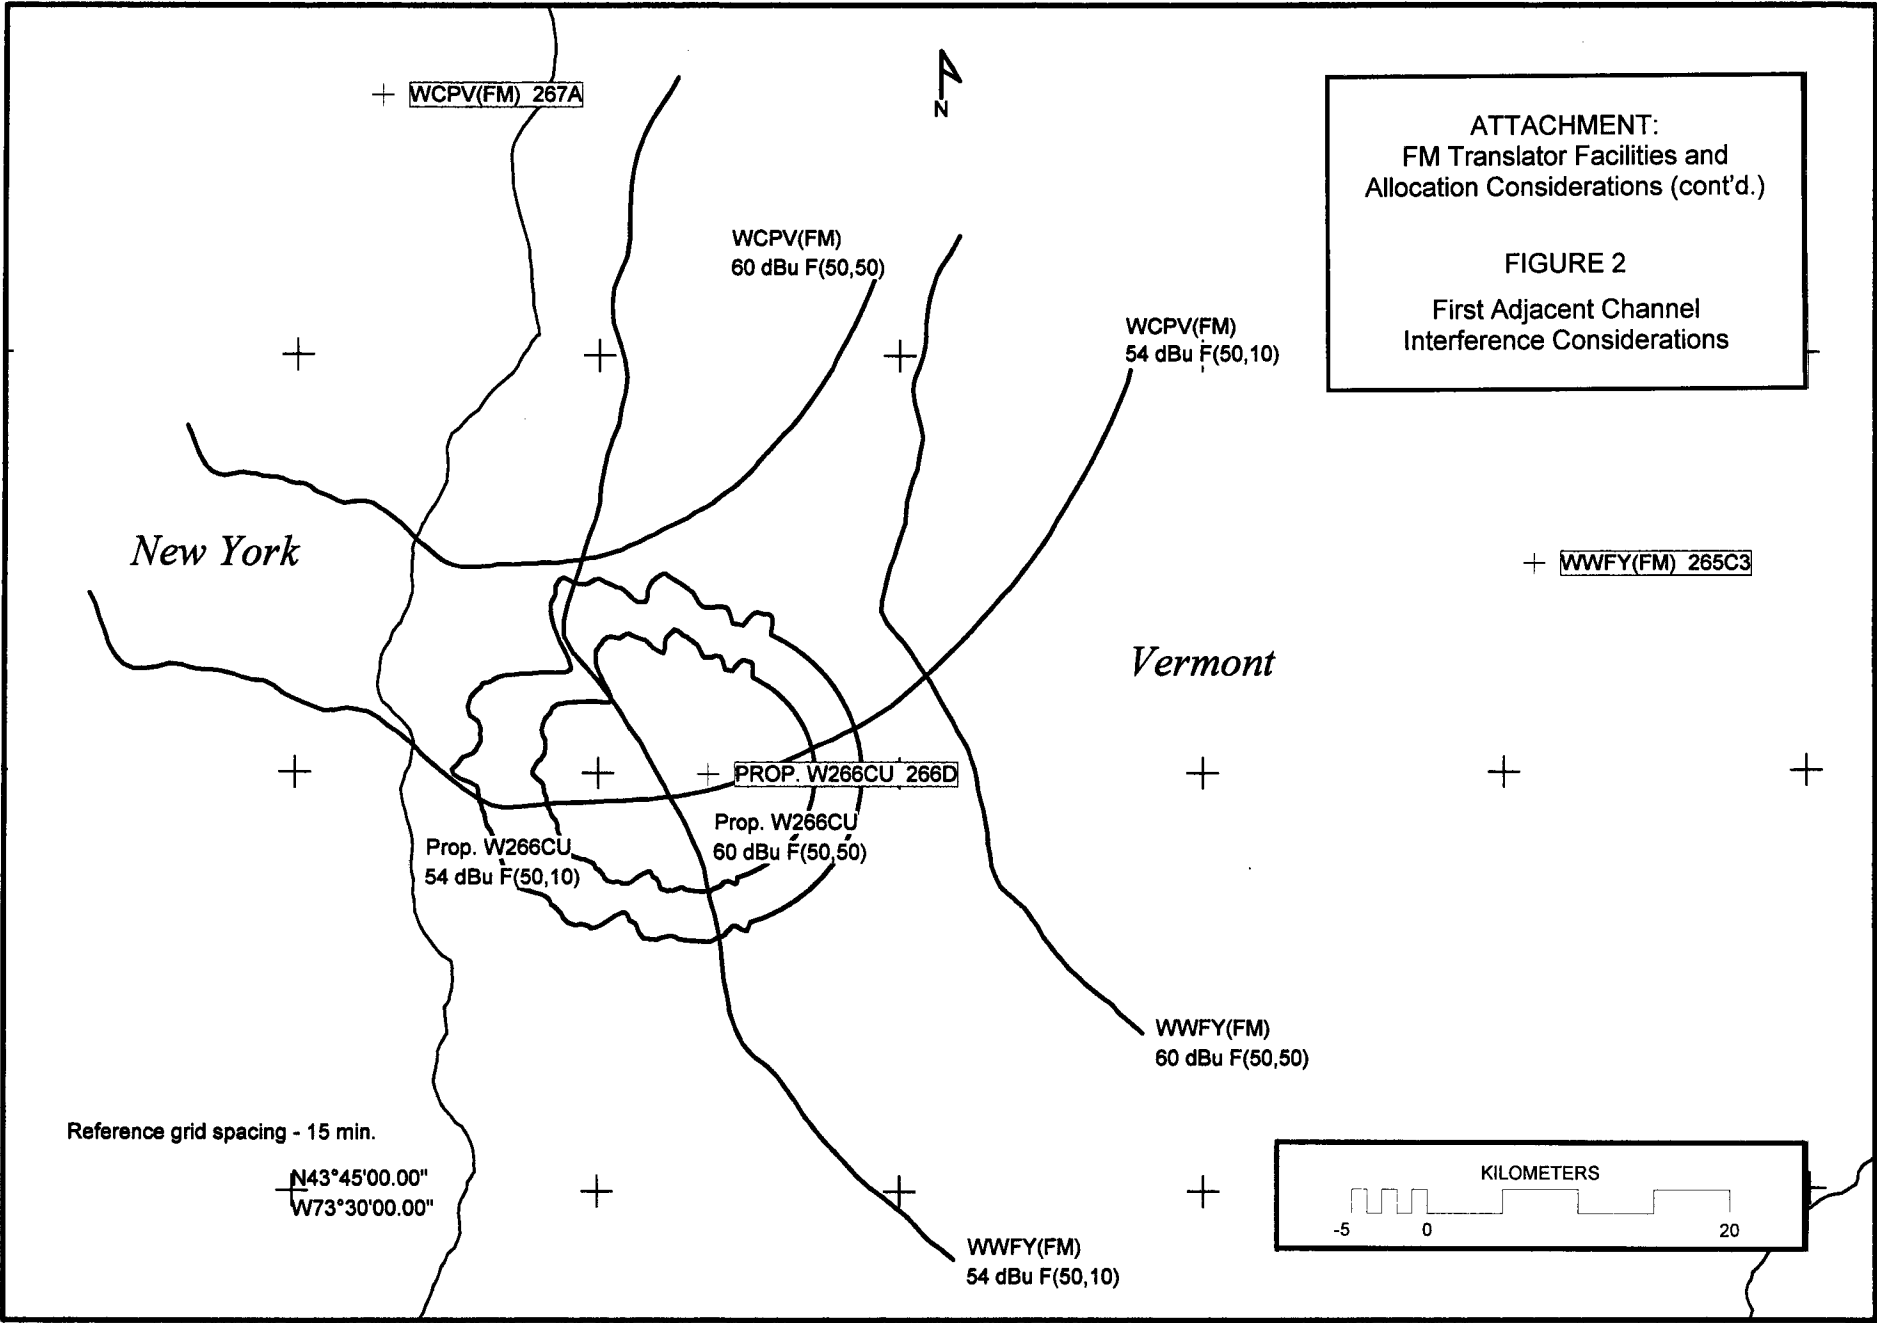 WCPV(FM) 267A
N
ATTACHMENT:
FM Translator Facilities and
Allocation Considerations (cont'd.)
FIGURE 2
First Adjacent Channel
Interference Considerations
WCPV(FM)
60 dBu F(50,50)
WCPV(FM)
54 dBu F(50,10)
New York
WWFY(FM) 265C3
Vermont
PROP. W266CU 266D
Prop. W266CU
60 dBu F(50,50)
Prop. W266CU
54 dBu F(50,10)
WWFY(FM)
60 dBu F(50,50)
Reference grid spacing - 15 min.
N43°45'00.00"
W73°30'00.00"
KILOMETERS
-5 0 20
WWFY(FM)
54 dBu F(50,10)